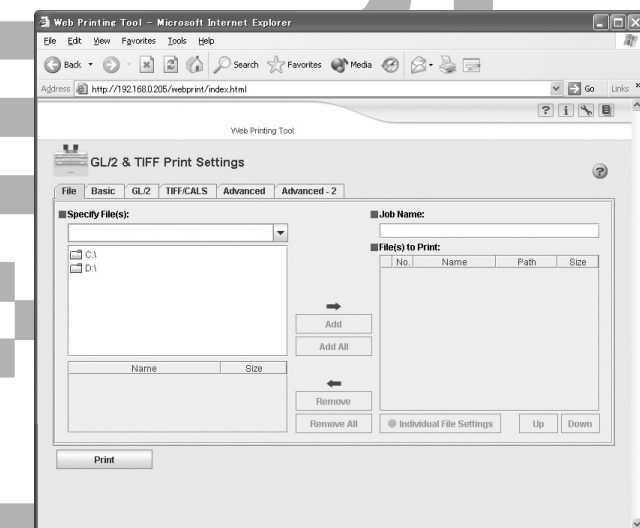 Web Printing Tool - Microsoft Internet Explorer
File Edit View Favorites Tools Help
Back Search Favorites Media
Address http://192.168.0.205/webprint/index.html Go Links
Web Printing Tool
GL/2 & TIFF Print Settings
File Basic GL/2 TIFF/CALS Advanced Advanced - 2
Specify File(s):
Job Name:
File(s) to Print:
No. Name Path Size
C:\
D:\
Add
Add All
Name Size
Remove
Remove All Individual File Settings Up Down
Print